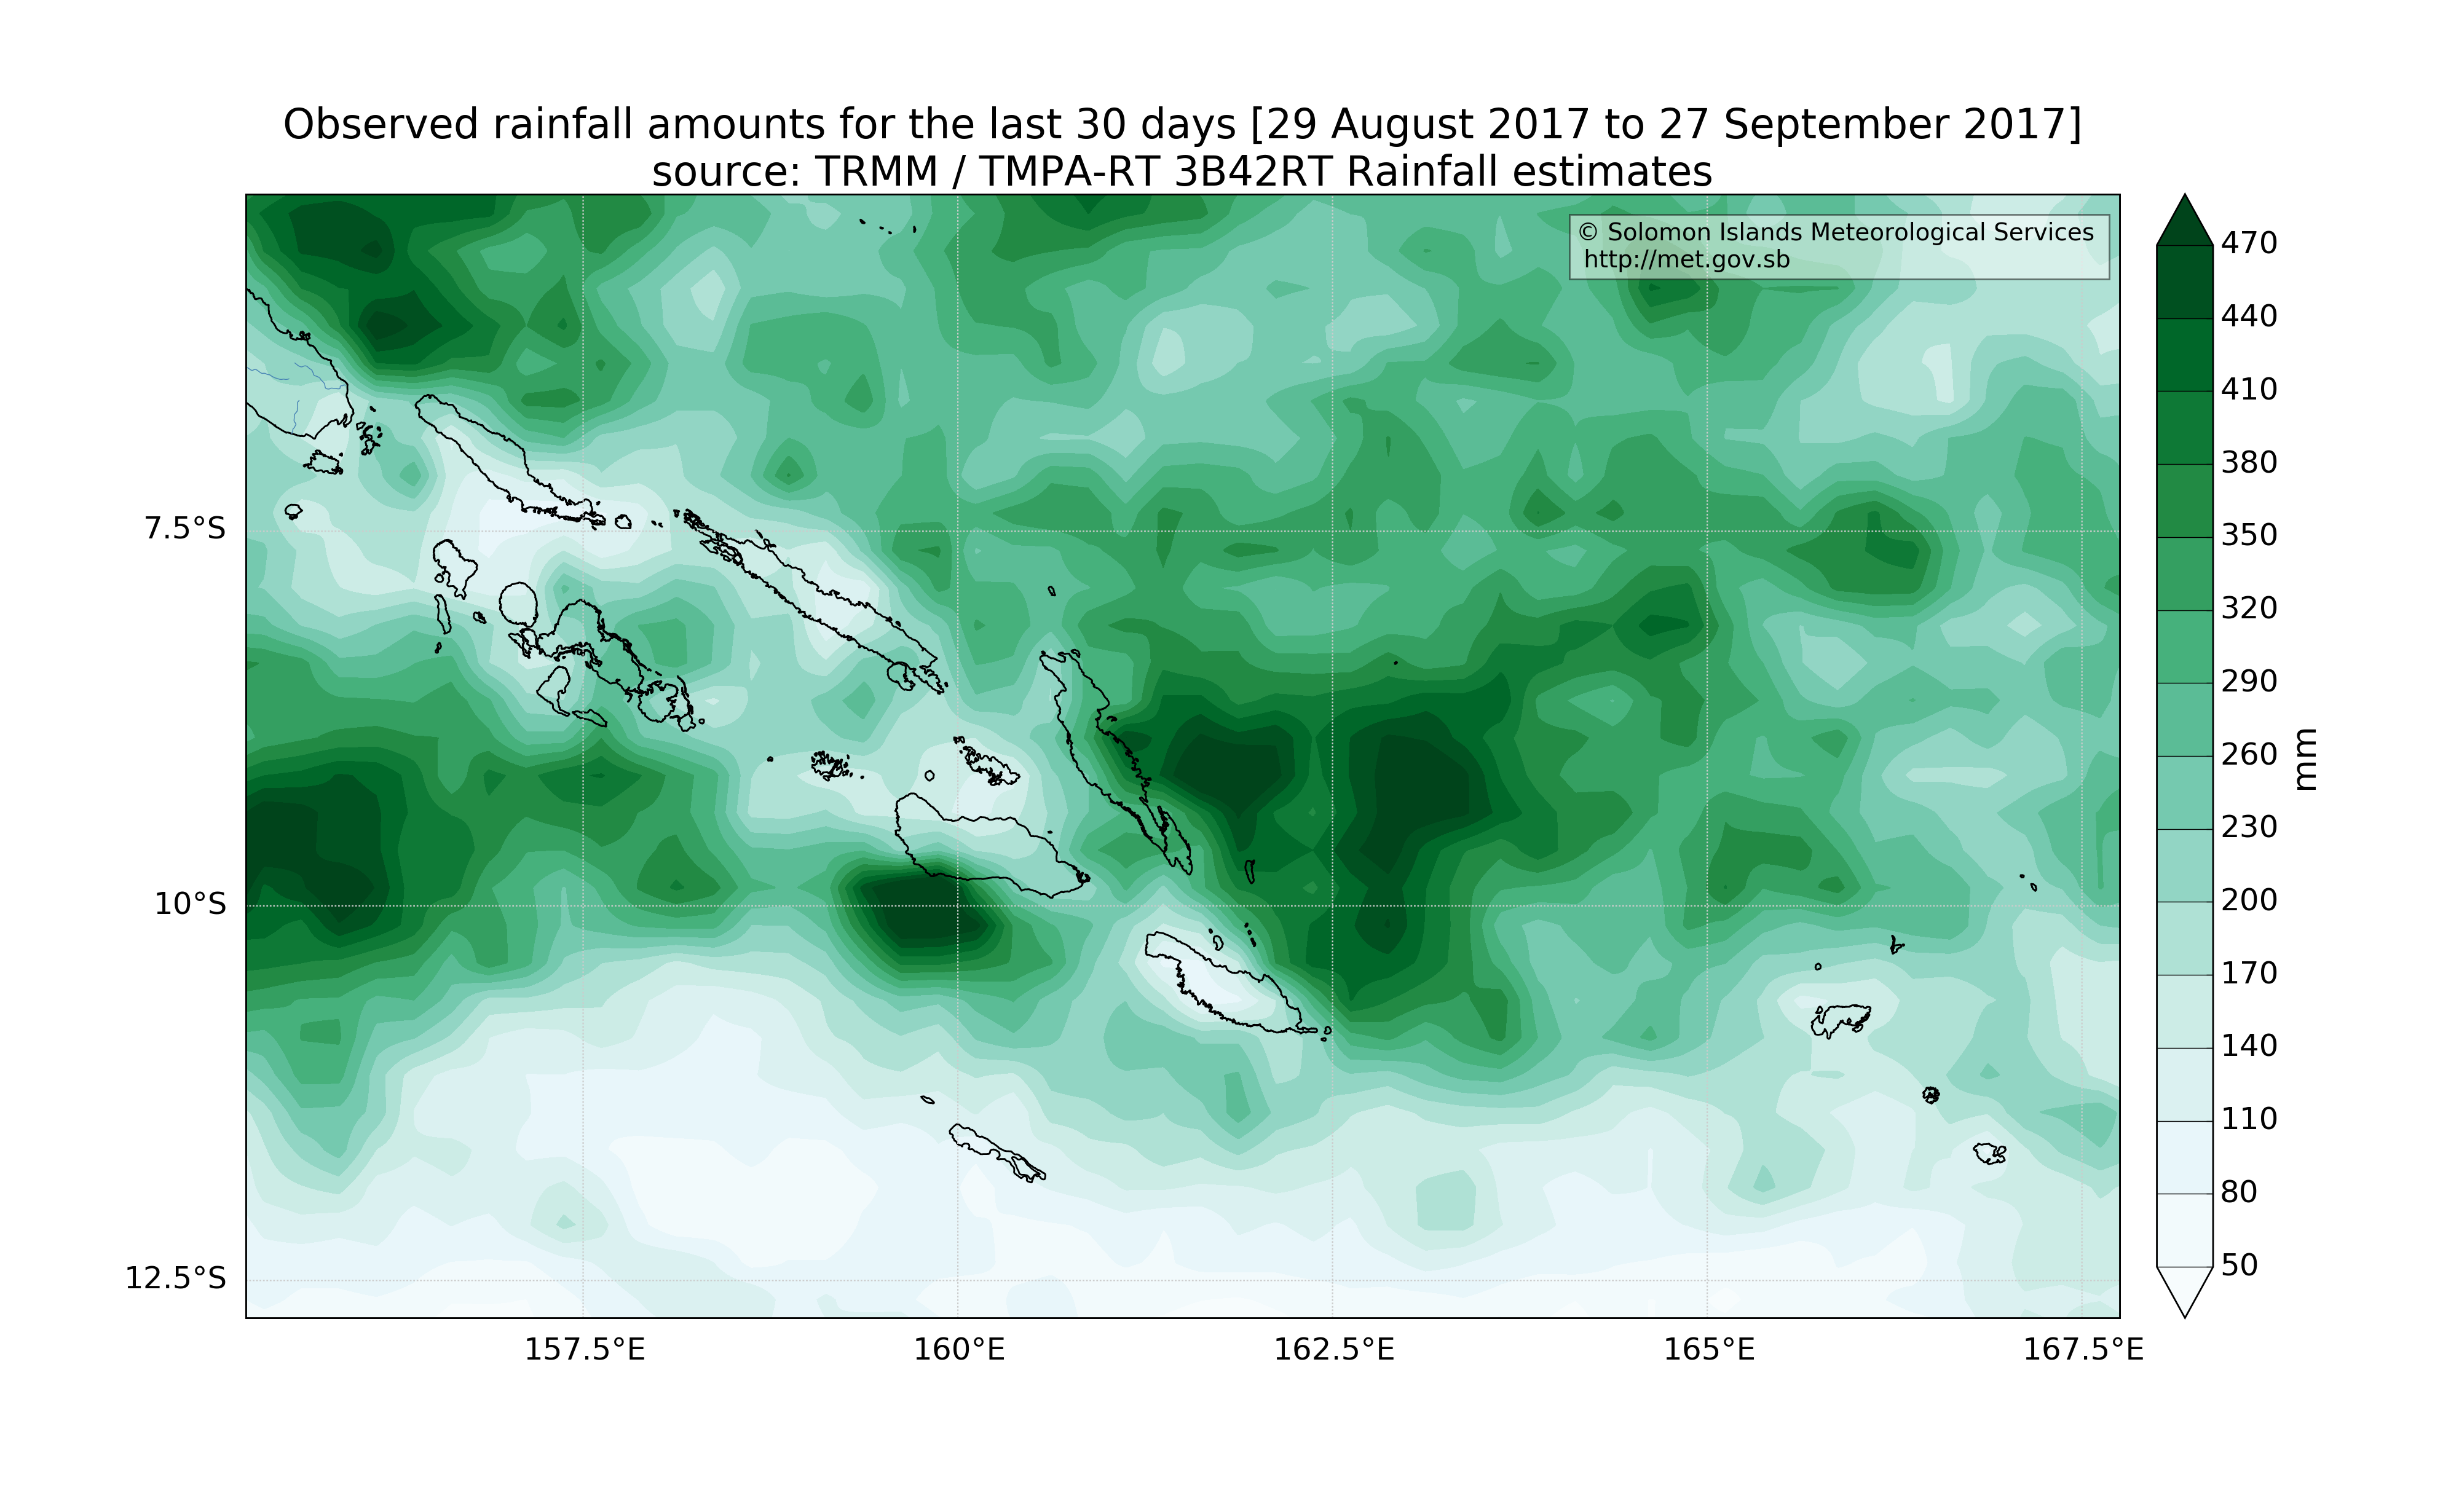 Observed rainfall amounts for the last 30 days [29 August 2017 to 27 September 2017]
source: TRMM / TMPA-RT 3B42RT Rainfall estimates
© Solomon Islands Meteorological Services
http://met.gov.sb
7.5°S
10°S
12.5°S
157.5°E
160°E
162.5°E
165°E
167.5°E
470
440
410
380
350
320
290
260
230
200
170
140
110
80
50
mm